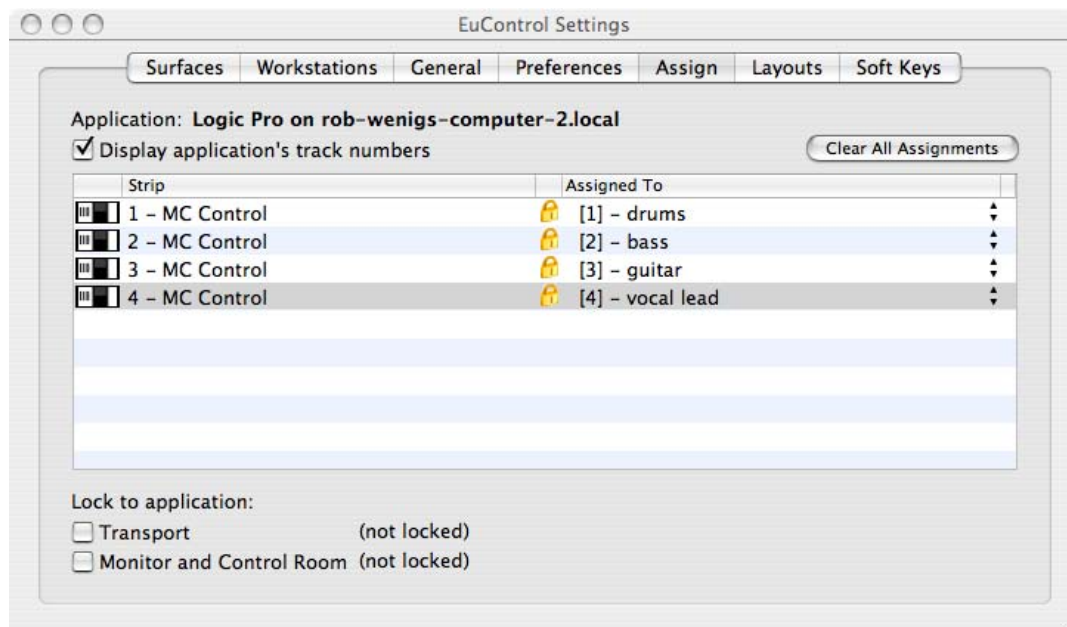 EuControl Settings
Surfaces Workstations General Preferences Assign Layouts Soft Keys
Application: Logic Pro on rob-wenigs-computer-2.local
Display application's track numbers Clear All Assignments
Strip Assigned To
1 – MC Control [1] – drums
2 – MC Control [2] – bass
3 – MC Control [3] – guitar
4 – MC Control [4] – vocal lead
Lock to application:
Transport (not locked)
Monitor and Control Room (not locked)